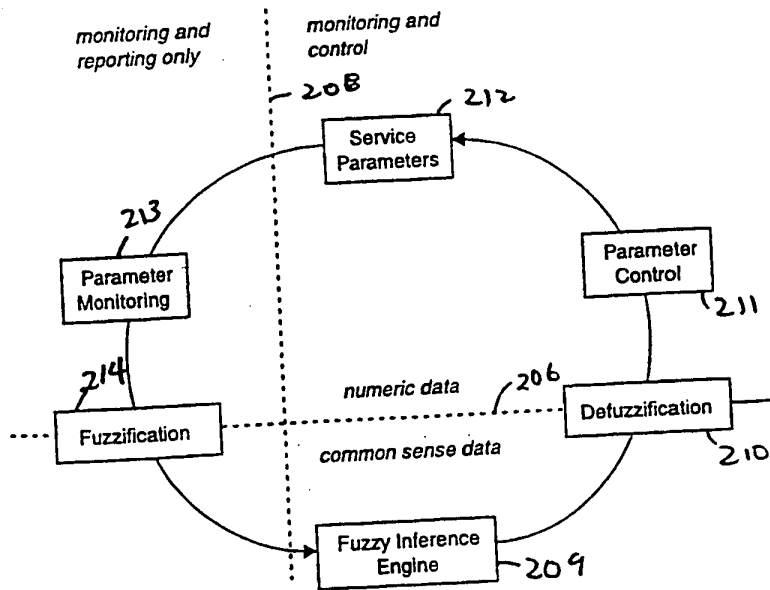 monitoring and
reporting only
monitoring and
control
208
212
Service
Parameters
213
Parameter
Monitoring
Parameter
Control
211
214
numeric data
206
Fuzzification
Defuzzification
210
common sense data
Fuzzy Inference
Engine
209